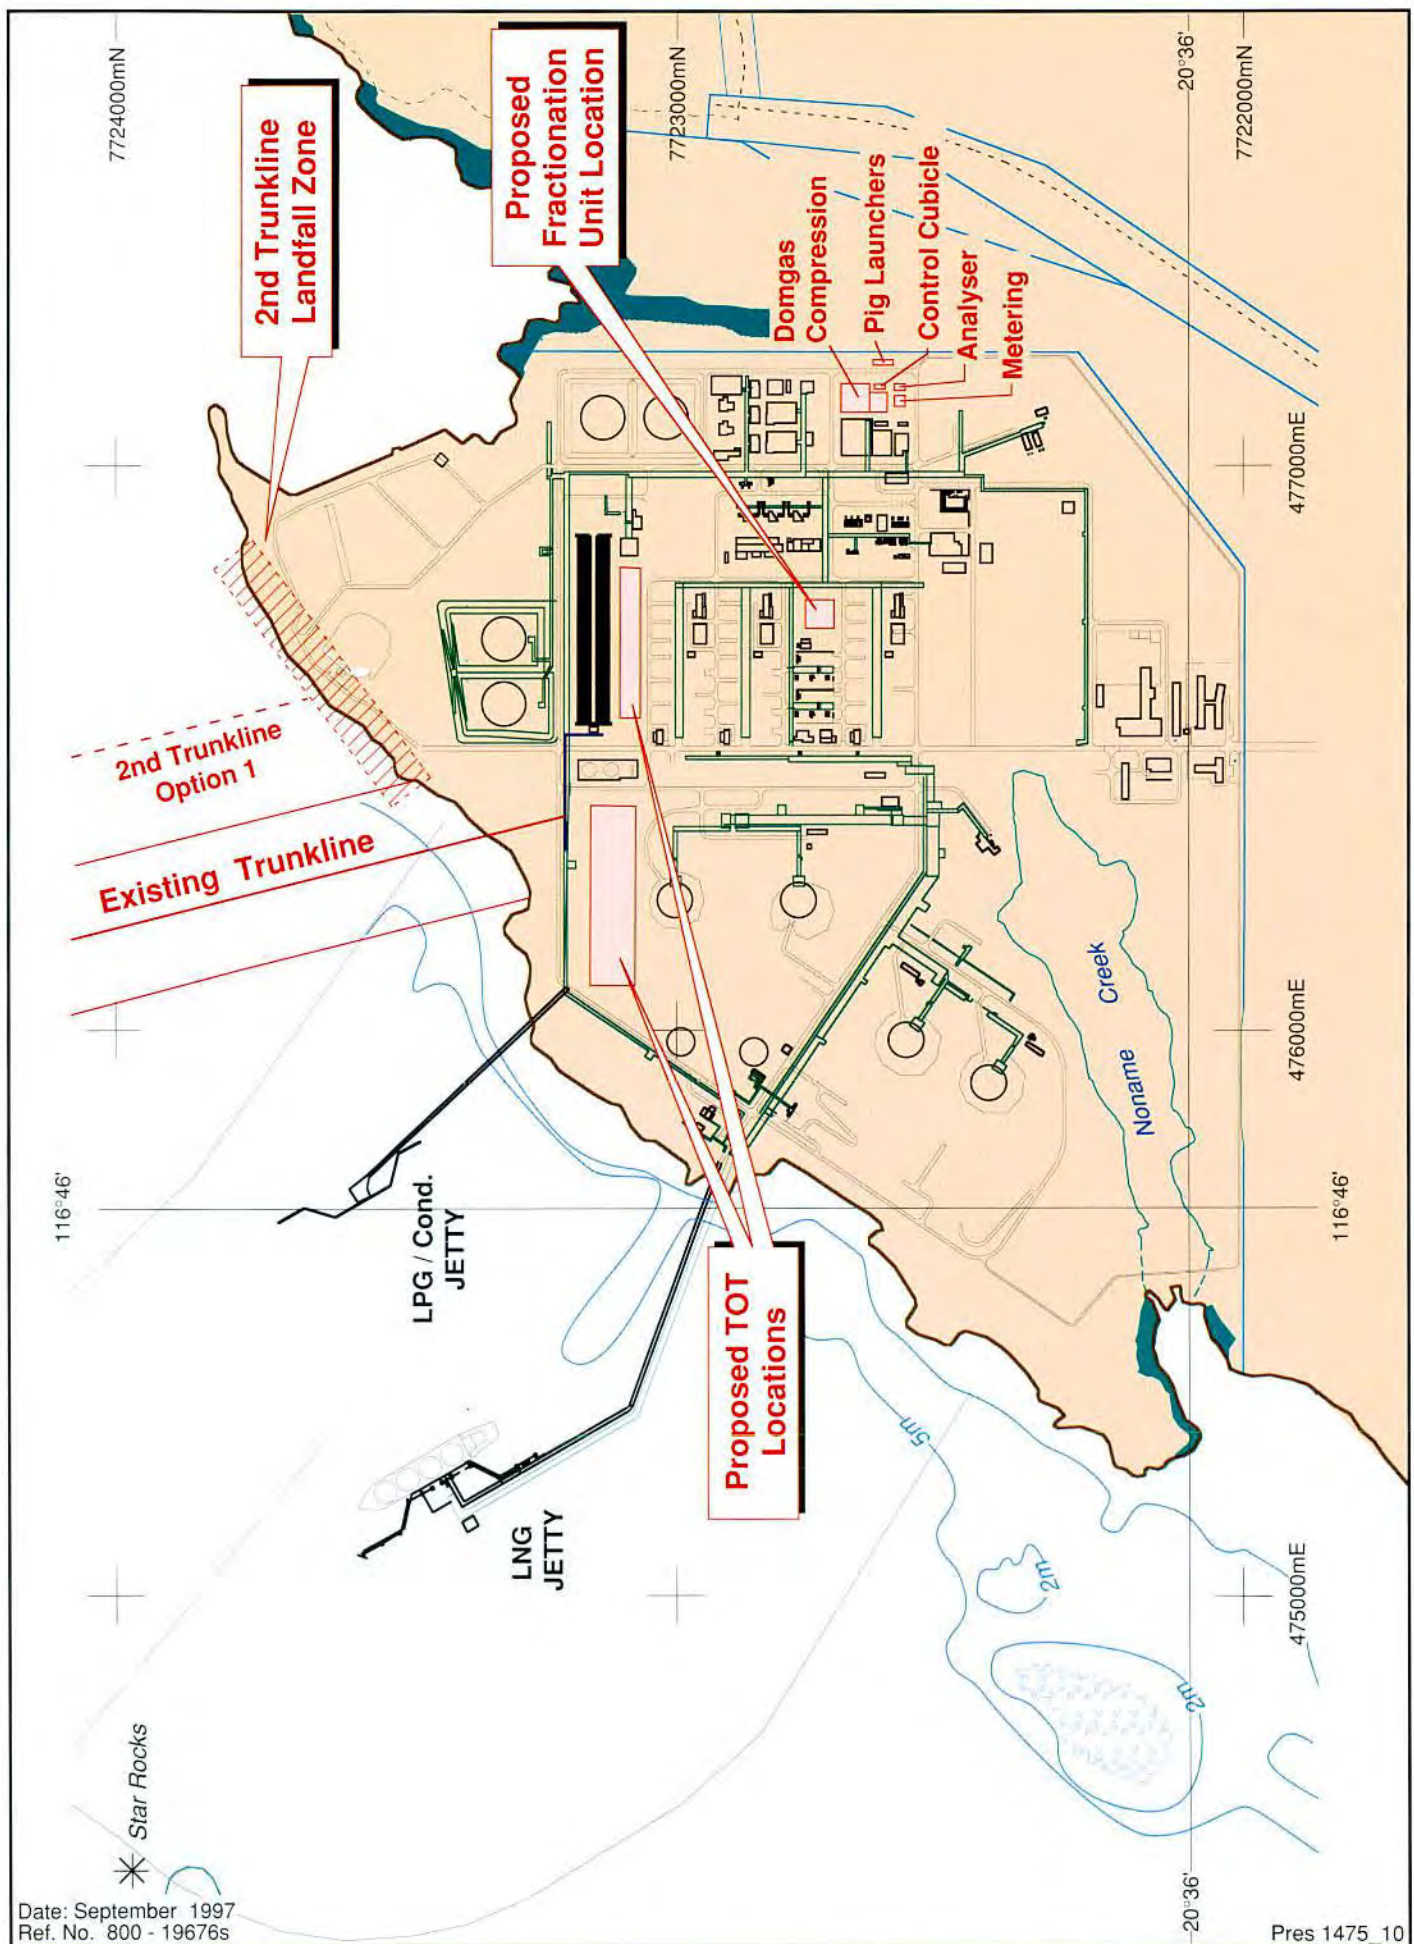 7724000mN
7723000mN
20°36'
7722000mN
2nd Trunkline
Landfall Zone
Proposed
Fractionation
Unit Location
Domgas
Compression
Pig Launchers
Control Cubicle
Analyser
Metering
477000mE
2nd Trunkline
Option 1
Existing Trunkline
Noname Creek
476000mE
116°46'
116°46'
LPG / Cond.
JETTY
Proposed TOT
Locations
LNG
JETTY
5m
2m
2m
475000mE
Star Rocks
20°36'
Date: September 1997
Ref. No. 800 - 19676s
Pres 1475_10